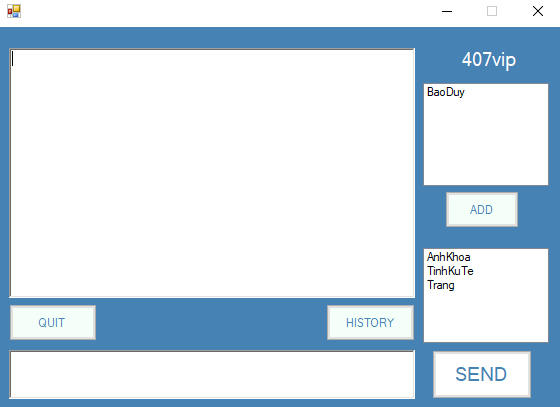 407vip
BaoDuy
ADD
AnhKhoa
TinhKuTe
Trang
QUIT
HISTORY
SEND